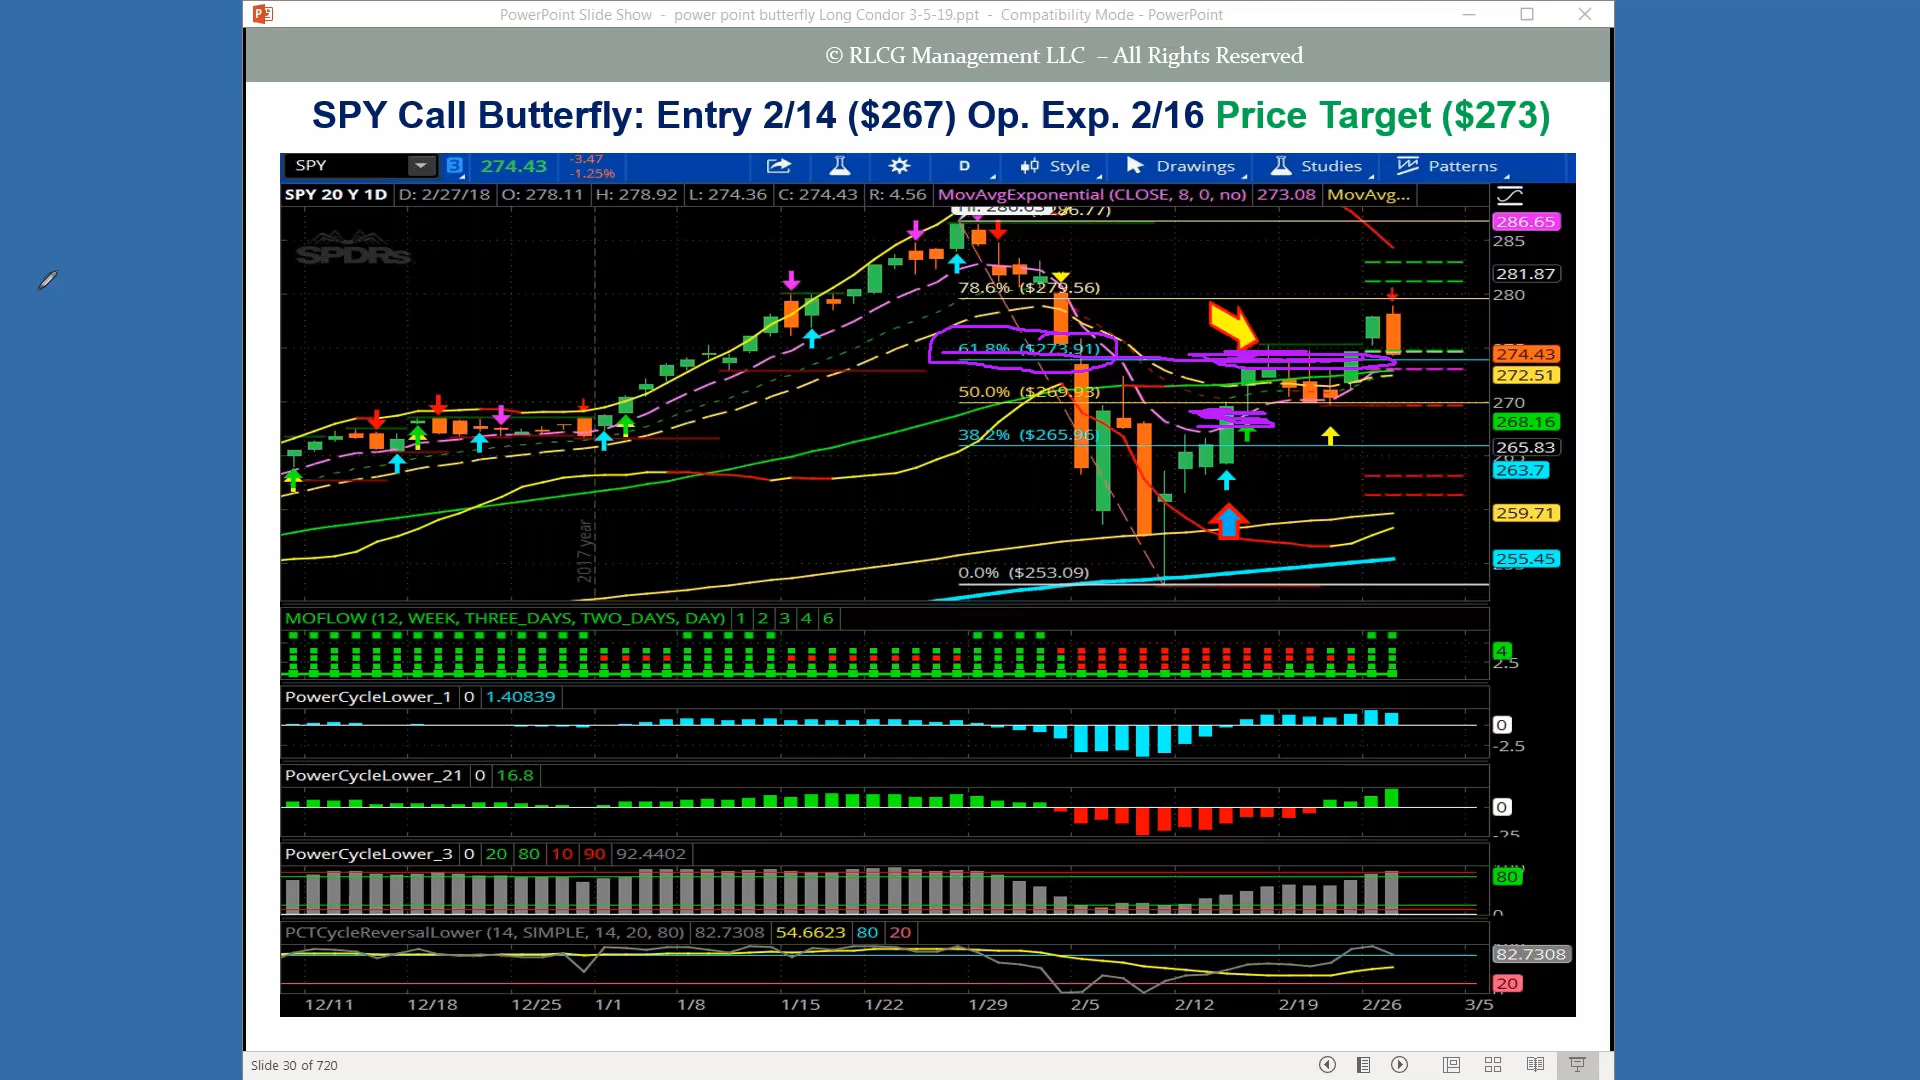 PowerPoint Slide Show - power point butterfly Long Condor 3-5-19.ppt - Compatibility Mode - PowerPoint
© RLCG Management LLC – All Rights Reserved
SPY Call Butterfly: Entry 2/14 ($267) Op. Exp. 2/16 Price Target ($273)
SPY 3 274.43 -3.47 -1.25% D Style Drawings Studies Patterns
SPY 20 Y 1D D: 2/27/18 O: 278.11 H: 278.92 L: 274.36 C: 274.43 R: 4.56 MovAvgExponential (CLOSE, 8, 0, no) 273.08 MovAvg...
286.65
285
SPDRs
281.87
78.6% ($279.56)
280
61.8% ($273.91)
274.43
272.51
50.0% ($269.93)
270
268.16
38.2% ($265.96)
265.83
263.7
259.71
2017 year
255.45
0.0% ($253.09)
MOFLOW (12, WEEK, THREE_DAYS, TWO_DAYS, DAY) 1 2 3 4 6
4
2.5
PowerCycleLower_1 0 1.40839
0
-2.5
PowerCycleLower_21 0 16.8
0
-25
PowerCycleLower_3 0 20 80 10 90 92.4402
80
0
PCTCycleReversalLower (14, SIMPLE, 14, 20, 80) 82.7308 54.6623 80 20
82.7308
20
12/11 12/18 12/25 1/1 1/8 1/15 1/22 1/29 2/5 2/12 2/19 2/26 3/5
Slide 30 of 720